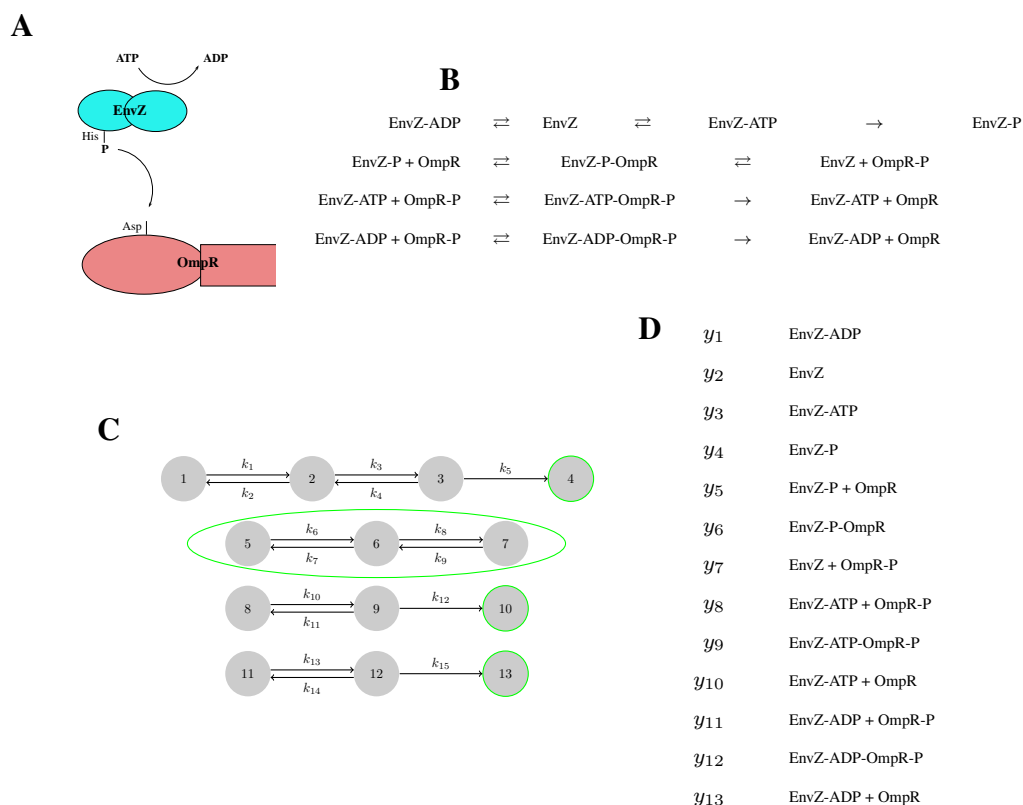 A
ATP ADP
EnvZ
His
P
Asp
OmpR
B
EnvZ-ADP ⇄ EnvZ ⇄ EnvZ-ATP → EnvZ-P
EnvZ-P + OmpR ⇄ EnvZ-P-OmpR ⇄ EnvZ + OmpR-P
EnvZ-ATP + OmpR-P ⇄ EnvZ-ATP-OmpR-P → EnvZ-ATP + OmpR
EnvZ-ADP + OmpR-P ⇄ EnvZ-ADP-OmpR-P → EnvZ-ADP + OmpR
C
k1 k3 k5
1 2 3 4
k2 k4
k6 k8
5 6 7
k7 k9
k10 k12
8 9 10
k11
k13 k15
11 12 13
k14
D
y1 EnvZ-ADP
y2 EnvZ
y3 EnvZ-ATP
y4 EnvZ-P
y5 EnvZ-P + OmpR
y6 EnvZ-P-OmpR
y7 EnvZ + OmpR-P
y8 EnvZ-ATP + OmpR-P
y9 EnvZ-ATP-OmpR-P
y10 EnvZ-ATP + OmpR
y11 EnvZ-ADP + OmpR-P
y12 EnvZ-ADP-OmpR-P
y13 EnvZ-ADP + OmpR